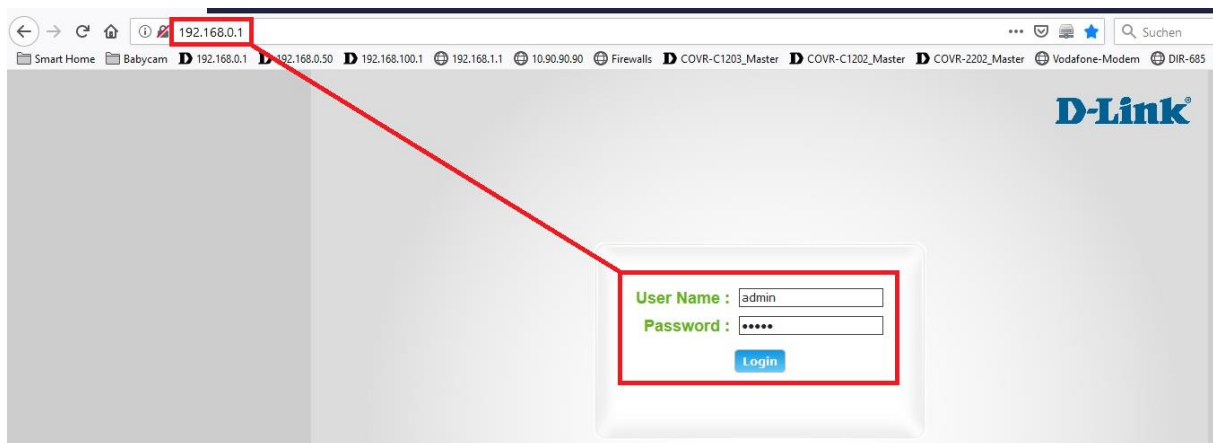 192.168.0.1
Suchen
Smart Home Babycam 192.168.0.1 192.168.0.50 192.168.100.1 192.168.1.1 10.90.90.90 Firewalls COVR-C1203_Master COVR-C1202_Master COVR-2202_Master Vodafone-Modem DIR-685
D-Link®
User Name : admin
Password : •••••
Login